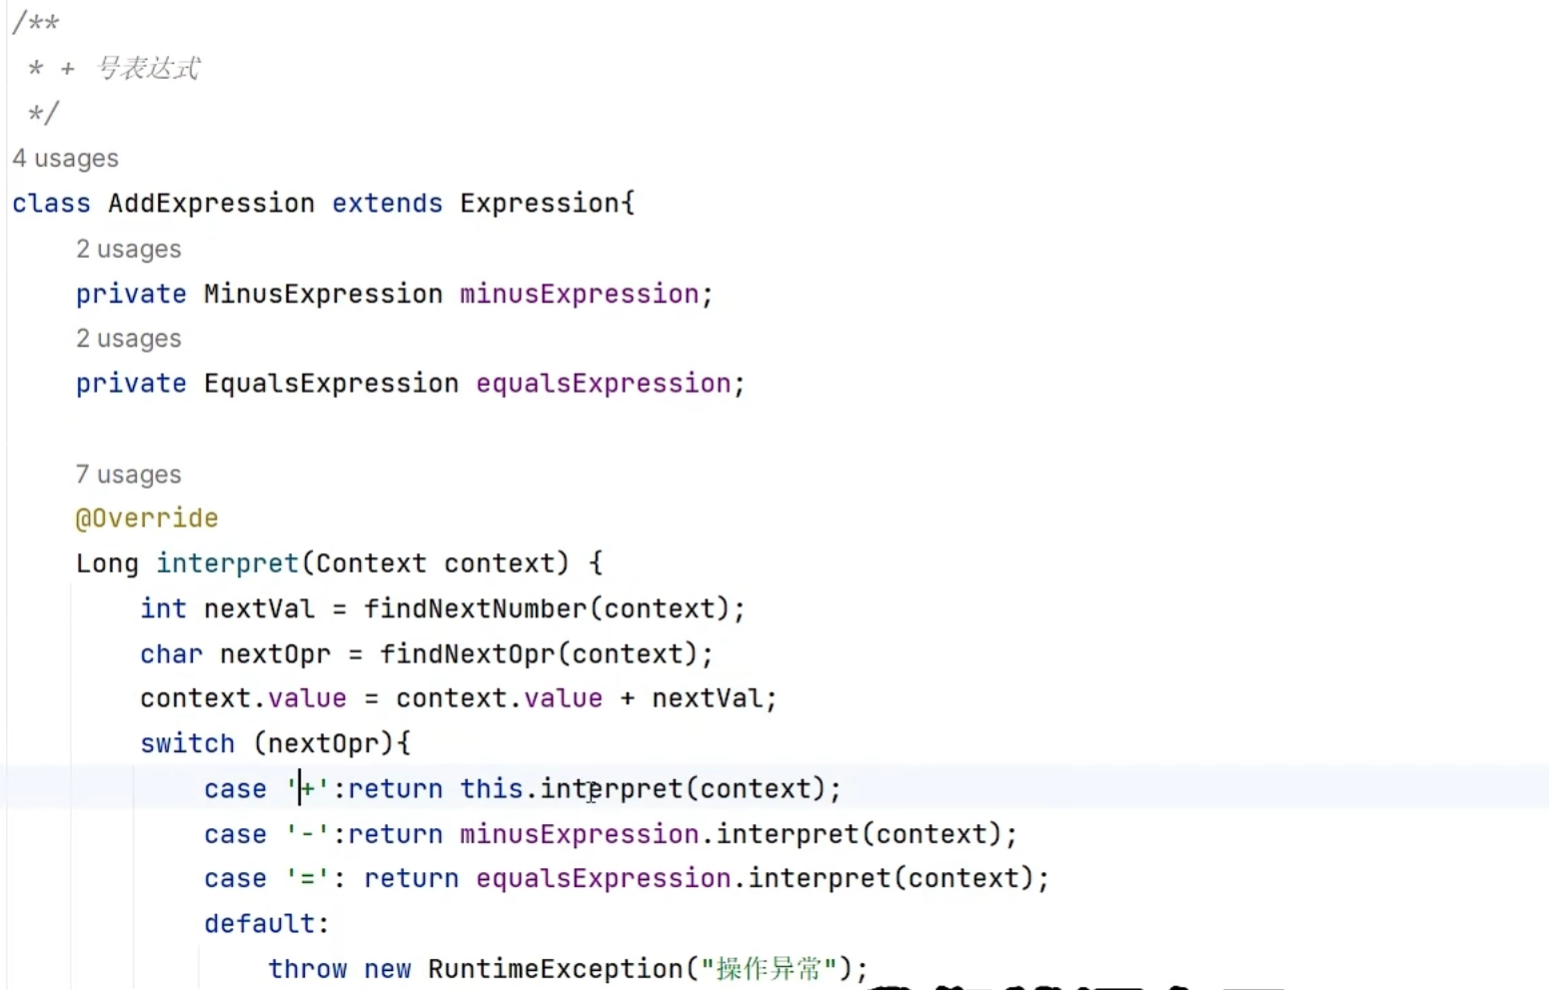 /**
* + 号表达式
*/
4 usages
class AddExpression extends Expression{
2 usages
private MinusExpression minusExpression;
2 usages
private EqualsExpression equalsExpression;
7 usages
@Override
Long interpret(Context context) {
int nextVal = findNextNumber(context);
char nextOpr = findNextOpr(context);
context.value = context.value + nextVal;
switch (nextOpr){
case '+':return this.interpret(context);
case '-':return minusExpression.interpret(context);
case '=': return equalsExpression.interpret(context);
default:
throw new RuntimeException("操作异常");